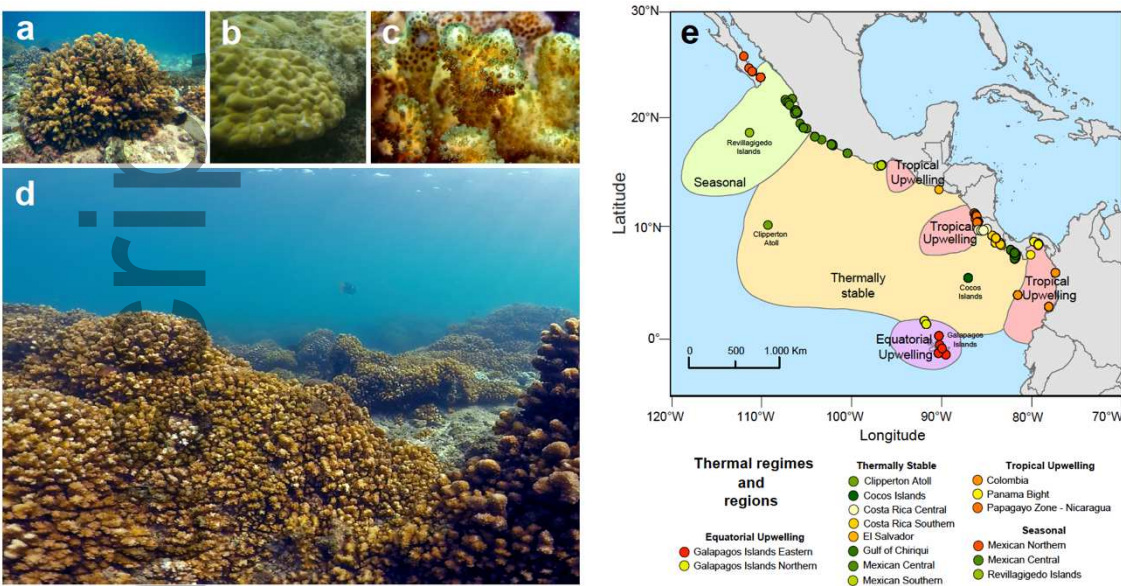 a
b
c
d
e
cript
30°N
20°N
10°N
0°
Latitude
120°W
110°W
100°W
90°W
80°W
70°W
Longitude
Revillagigedo
Islands
Seasonal
Tropical
Upwelling
Clipperton
Atoll
Tropical
Upwelling
Thermally
stable
Cocos
Islands
Tropical
Upwelling
Equatorial
Upwelling
Galapagos
Islands
0 500 1.000 Km
Thermal regimes
and
regions
Equatorial Upwelling
Galapagos Islands Eastern
Galapagos Islands Northern
Thermally Stable
Clipperton Atoll
Cocos Islands
Costa Rica Central
Costa Rica Southern
El Salvador
Gulf of Chiriqui
Mexican Central
Mexican Southern
Tropical Upwelling
Colombia
Panama Bight
Papagayo Zone - Nicaragua
Seasonal
Mexican Northern
Mexican Central
Revillagigedo Islands